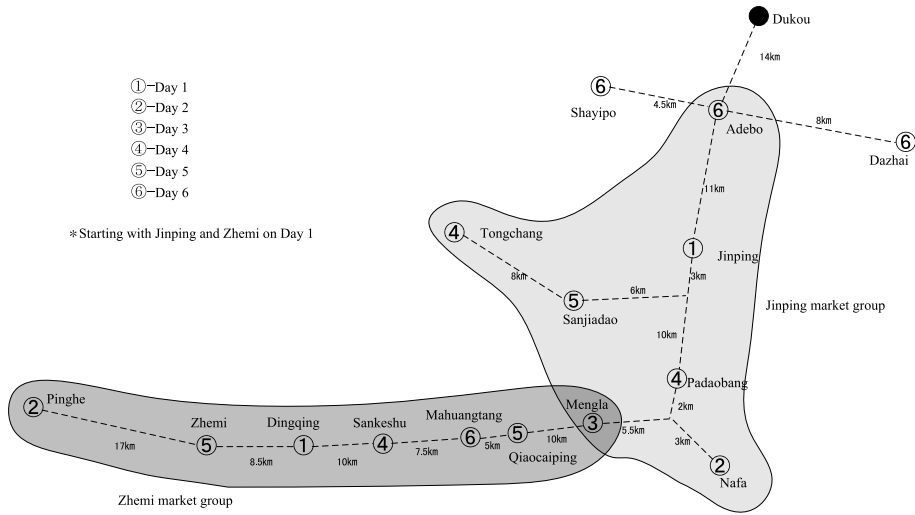 Dukou
14km
①-Day 1
②-Day 2
③-Day 3
④-Day 4
⑤-Day 5
⑥-Day 6
*Starting with Jinping and Zhemi on Day 1
⑥
Shayipo
4.5km
⑥
Adebo
8km
⑥
Dazhai
11km
④
Tongchang
①
Jinping
3km
8km
⑤
Sanjiadao
6km
Jinping market group
10km
④
Padaobang
2km
②
Pinghe
17km
Zhemi
⑤
8.5km
Dingqing
①
10km
Sankeshu
④
7.5km
Mahuangtang
⑥
5km
⑤
Qiaocaiping
10km
Mengla
③
5.5km
3km
②
Nafa
Zhemi market group